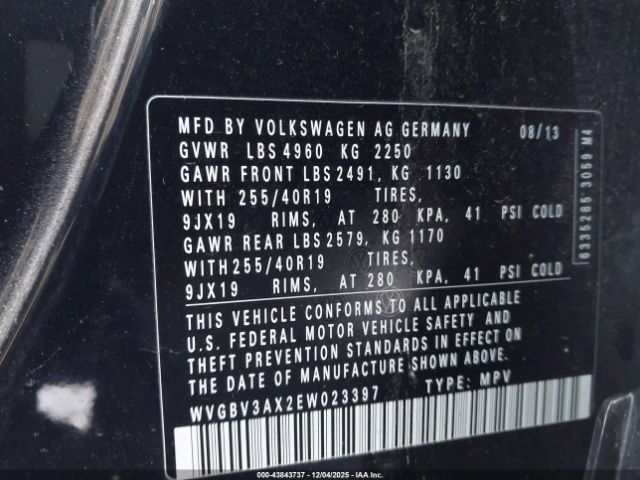 MFD BY VOLKSWAGEN AG GERMANY 08/13
GVWR LBS 4960 KG 2250
GAWR FRONT LBS 2491, KG 1130
WITH 255/40R19 TIRES,
9JX19 RIMS, AT 280 KPA, 41 PSI COLD
GAWR REAR LBS 2579, KG 1170
WITH 255/40R19 TIRES,
9JX19 RIMS, AT 280 KPA, 41 PSI COLD
THIS VEHICLE CONFORMS TO ALL APPLICABLE
U.S. FEDERAL MOTOR VEHICLE SAFETY AND
THEFT PREVENTION STANDARDS IN EFFECT ON
THE DATE OF MANUFACTURE SHOWN ABOVE.
WVGBV3AX2EW023397 TYPE: MPV
6335285 3059 M4
000-43843737 - 12/04/2025 - IAA Inc.